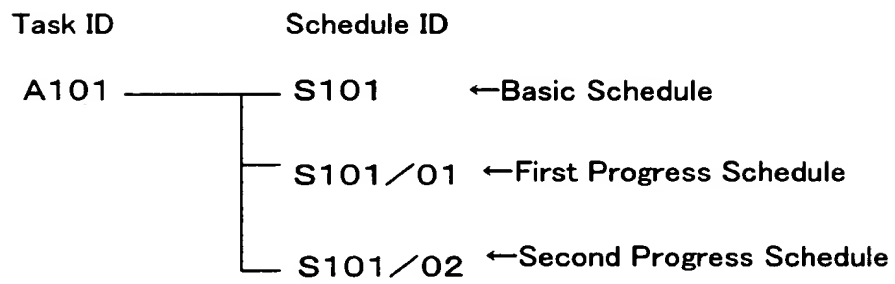 Task ID Schedule ID
A101 S101 ←Basic Schedule
S101/01 ←First Progress Schedule
S101/02 ←Second Progress Schedule